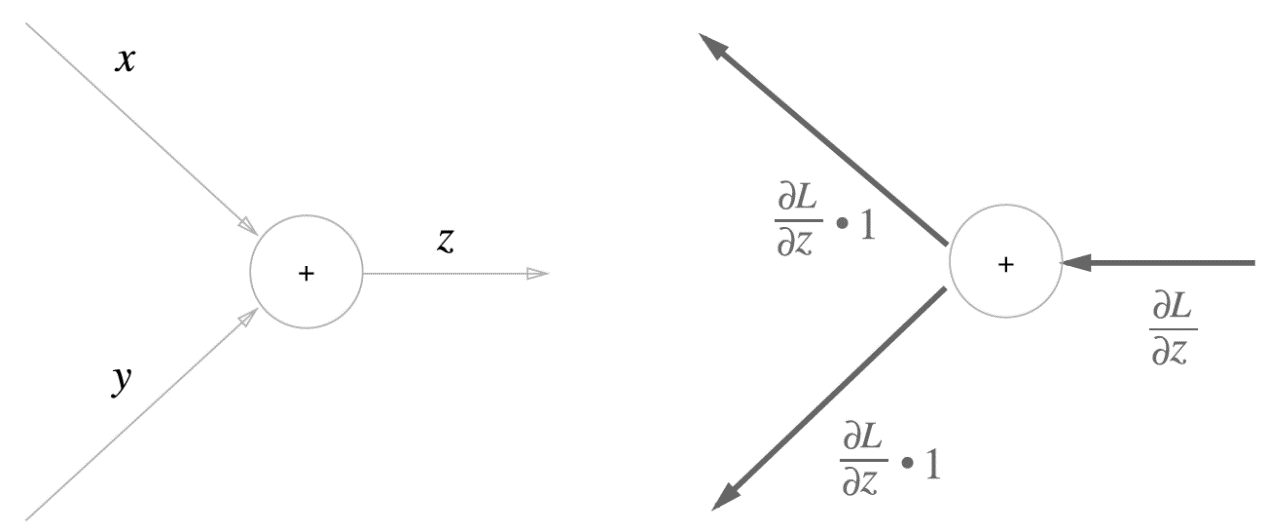 x
y
+
z
∂L/∂z • 1
∂L/∂z • 1
+
∂L/∂z